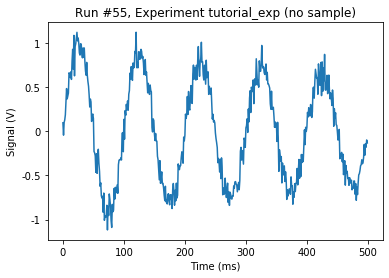 Run #55, Experiment tutorial_exp (no sample)
Signal (V)
1
0.5
0
-0.5
-1
0 100 200 300 400 500
Time (ms)